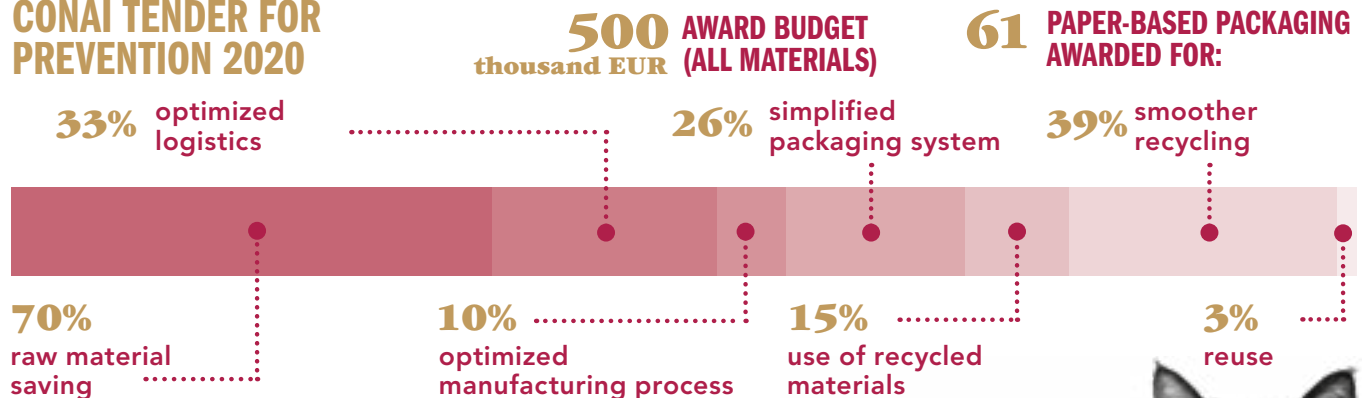 CONAI TENDER FOR
PREVENTION 2020
500
thousand EUR
AWARD BUDGET
(ALL MATERIALS)
61
PAPER-BASED PACKAGING
AWARDED FOR:
33%
optimized
logistics
26%
simplified
packaging system
39%
smoother
recycling
70%
raw material
saving
10%
optimized
manufacturing process
15%
use of recycled
materials
3%
reuse